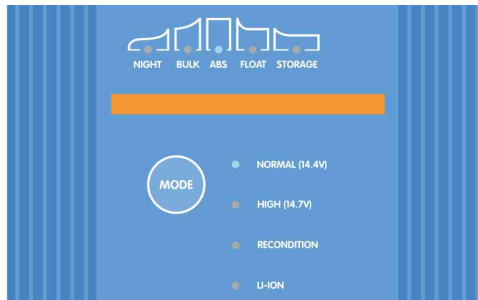 NIGHT BULK ABS FLOAT STORAGE
MODE
NORMAL (14.4V)
HIGH (14.7V)
RECONDITION
LI-ION